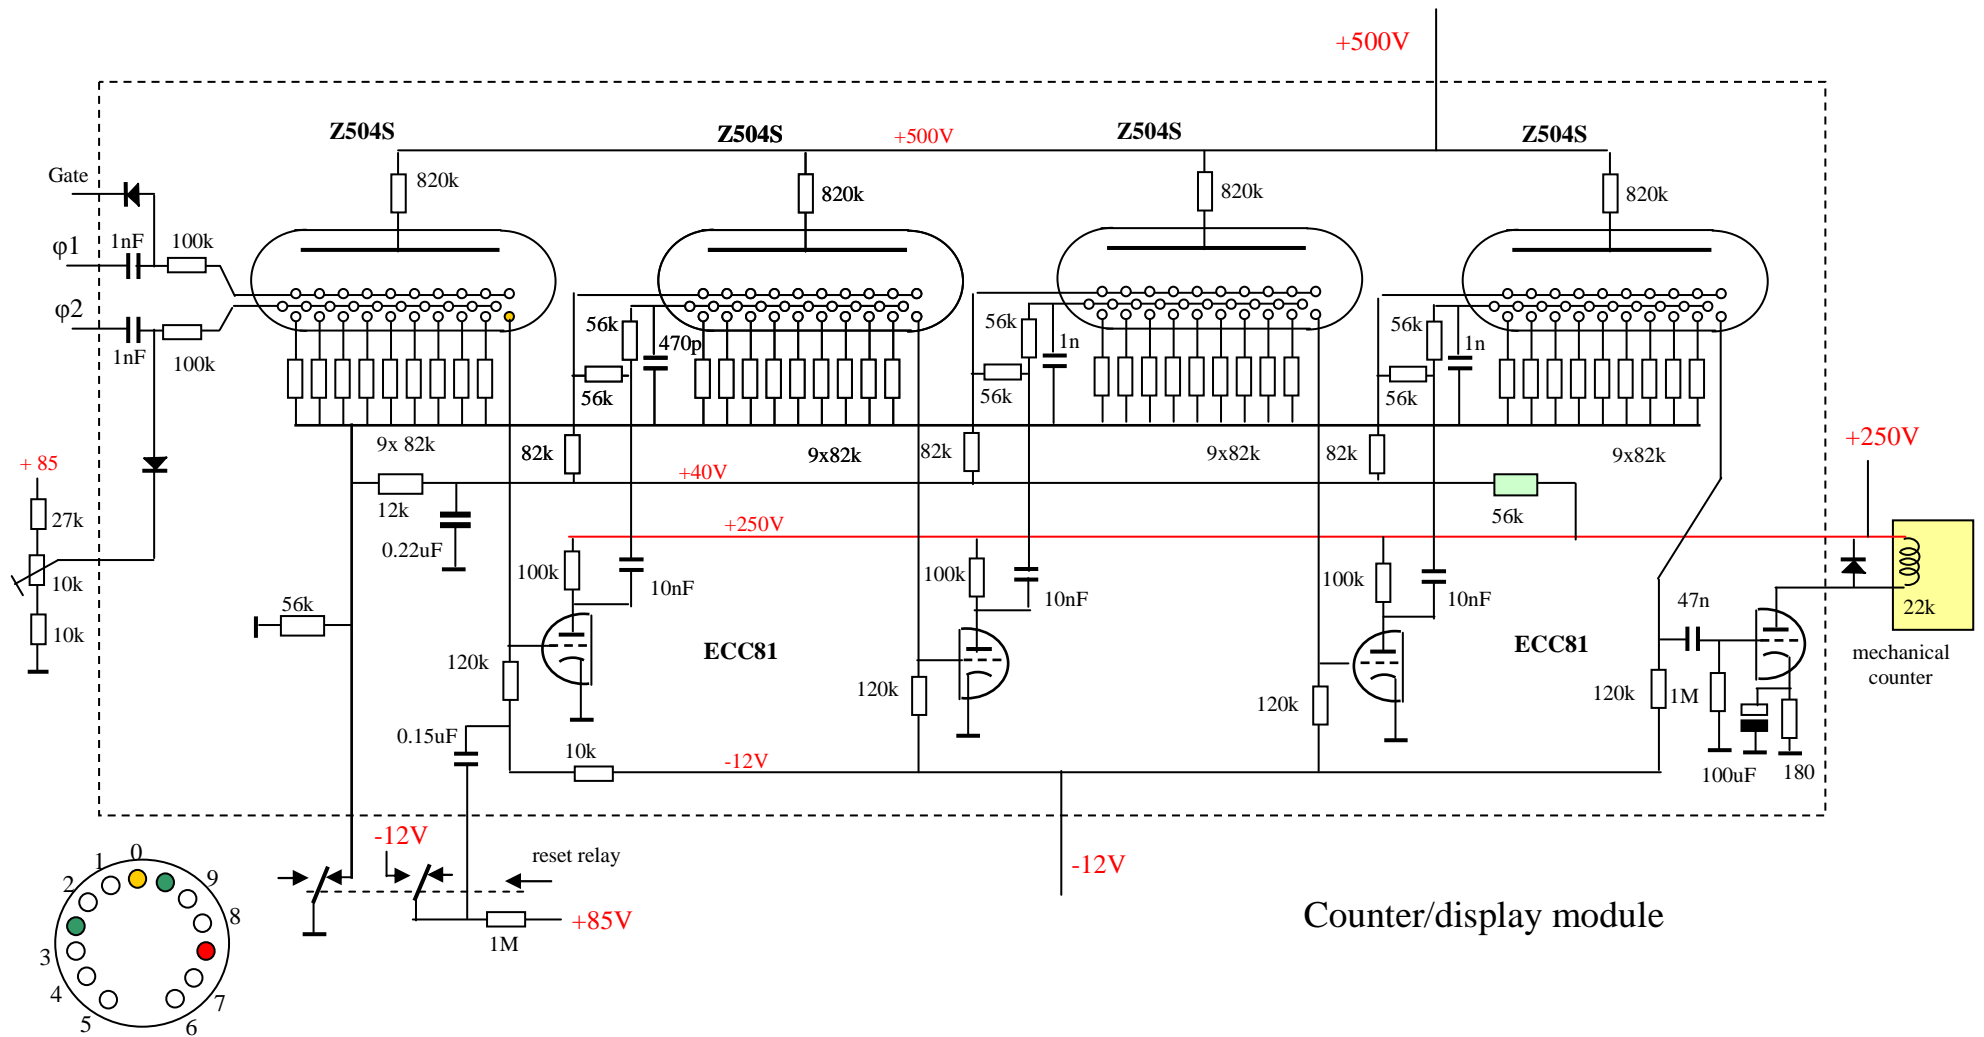 +500V
Z504S
Z504S
+500V
Z504S
Z504S
Gate
820k
820k
820k
820k
φ1
1nF
100k
φ2
1nF
100k
56k
470p
56k
56k
1n
56k
56k
1n
56k
9x 82k
82k
9x82k
82k
9x82k
82k
9x82k
+250V
+ 85
27k
10k
10k
12k
+40V
56k
0.22uF
+250V
100k
10nF
100k
10nF
100k
10nF
56k
47n
22k
mechanical
counter
ECC81
ECC81
120k
120k
120k
120k
1M
0.15uF
10k
-12V
100uF
180
-12V
reset relay
-12V
1M
+85V
Counter/display module
0
1
2
3
4
5
6
7
8
9